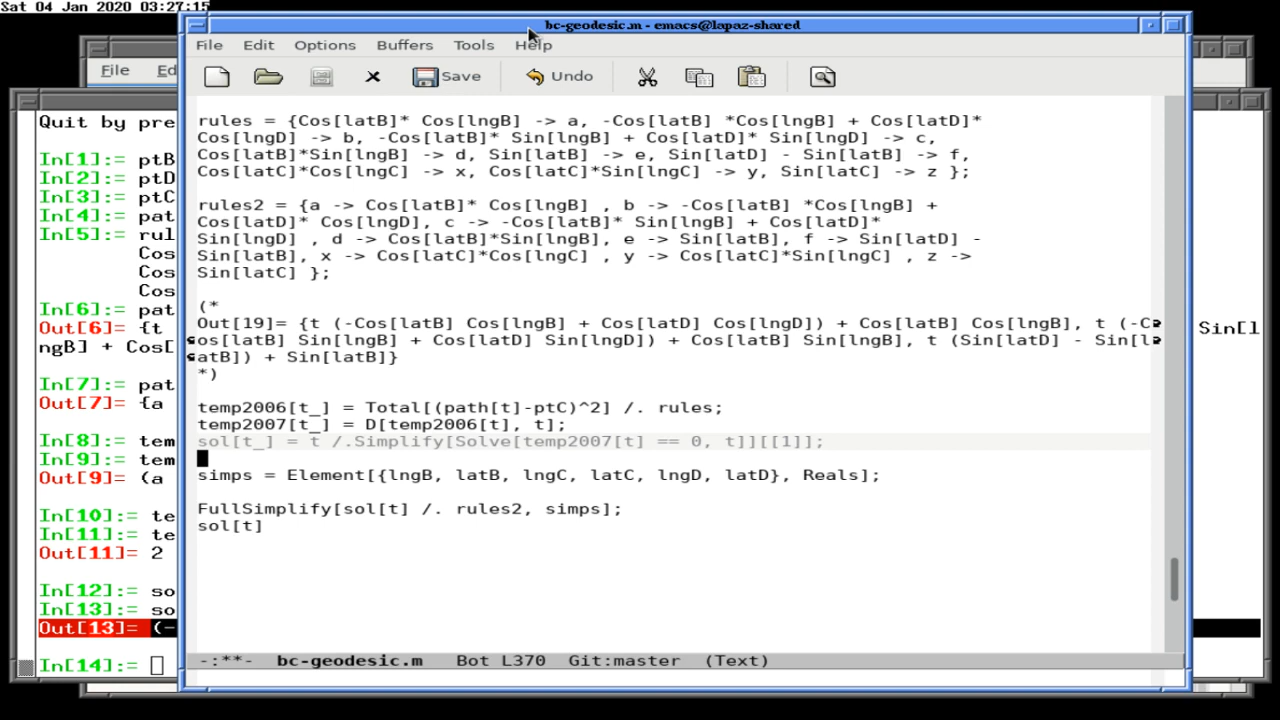 Sat 04 Jan 2020 03:27:15
bc-geodesic.m - emacs@lapaz-shared
File Edit Options Buffers Tools Help
Save Undo
File Ed
rules = {Cos[latB]* Cos[lngB] -> a, -Cos[latB] *Cos[lngB] + Cos[latD]*
Cos[lngD] -> b, -Cos[latB]* Sin[lngB] + Cos[latD]* Sin[lngD] -> c,
Cos[latB]*Sin[lngB] -> d, Sin[latB] -> e, Sin[latD] - Sin[latB] -> f,
Cos[latC]*Cos[lngC] -> x, Cos[latC]*Sin[lngC] -> y, Sin[latC] -> z };
rules2 = {a -> Cos[latB]* Cos[lngB] , b -> -Cos[latB] *Cos[lngB] +
Cos[latD]* Cos[lngD], c -> -Cos[latB]* Sin[lngB] + Cos[latD]*
Sin[lngD] , d -> Cos[latB]*Sin[lngB], e -> Sin[latB], f -> Sin[latD] -
Sin[latB], x -> Cos[latC]*Cos[lngC] , y -> Cos[latC]*Sin[lngC] , z ->
Sin[latC] };
(*
Out[19]= {t (-Cos[latB] Cos[lngB] + Cos[latD] Cos[lngD]) + Cos[latB] Cos[lngB], t (-C
os[latB] Sin[lngB] + Cos[latD] Sin[lngD]) + Cos[latB] Sin[lngB], t (Sin[latD] - Sin[l
atB]) + Sin[latB]}
*)
temp2006[t_] = Total[(path[t]-ptC)^2] /. rules;
temp2007[t_] = D[temp2006[t], t];
sol[t_] = t /.Simplify[Solve[temp2007[t] == 0, t]][[1]];
simps = Element[{lngB, latB, lngC, latC, lngD, latD}, Reals];
FullSimplify[sol[t] /. rules2, simps];
sol[t]
-:**- bc-geodesic.m Bot L370 Git:master (Text)
Quit by pre
In[1]:= ptB
In[2]:= ptD
In[3]:= ptC
In[4]:= pat
In[5]:= rul
Cos
Cos
Cos
In[6]:= pat
Out[6]= {t
Sin[l
ngB] + Cos[
In[7]:= pat
Out[7]= {a
In[8]:= tem
In[9]:= tem
Out[9]= (a
In[10]:= te
In[11]:= te
Out[11]= 2
In[12]:= so
In[13]:= so
Out[13]= (-
In[14]:=